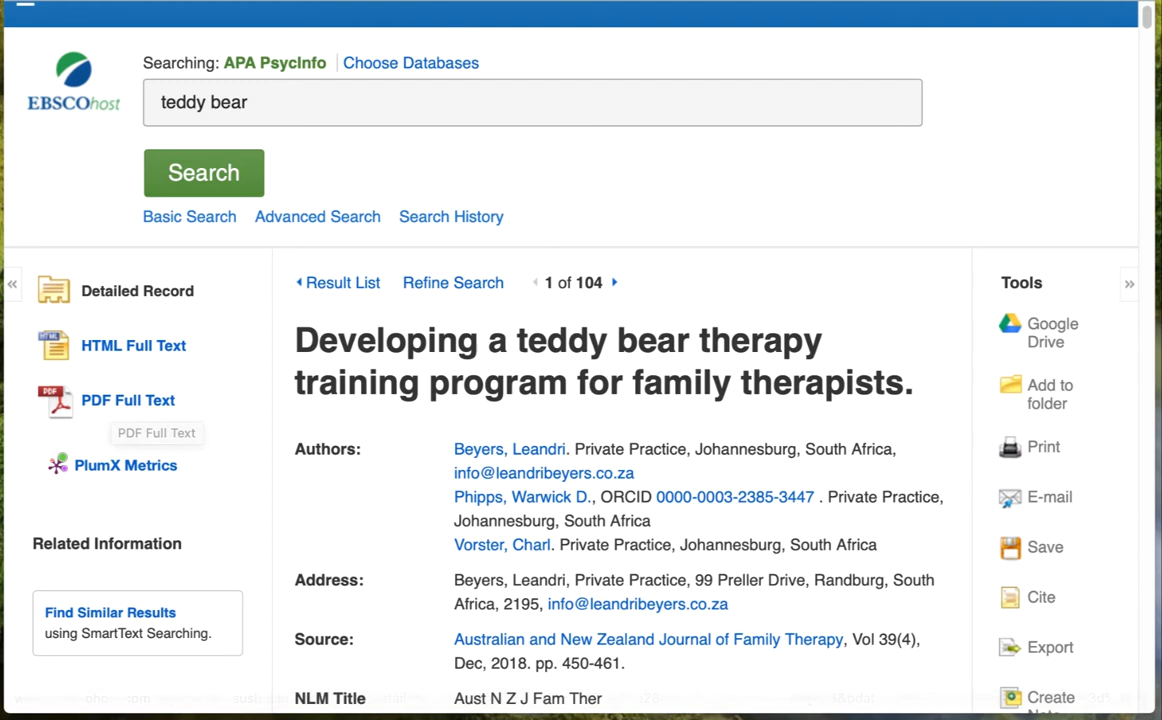 Searching: APA PsycInfo Choose Databases
EBSCOhost
teddy bear
Search
Basic Search Advanced Search Search History
Detailed Record
HTML Full Text
PDF Full Text
PDF Full Text
PlumX Metrics
Related Information
Find Similar Results
using SmartText Searching.
Result List Refine Search 1 of 104
Developing a teddy bear therapy
training program for family therapists.
Authors: Beyers, Leandri. Private Practice, Johannesburg, South Africa,
info@leandribeyers.co.za
Phipps, Warwick D., ORCID 0000-0003-2385-3447 . Private Practice,
Johannesburg, South Africa
Vorster, Charl. Private Practice, Johannesburg, South Africa
Address: Beyers, Leandri, Private Practice, 99 Preller Drive, Randburg, South
Africa, 2195, info@leandribeyers.co.za
Source: Australian and New Zealand Journal of Family Therapy, Vol 39(4),
Dec, 2018. pp. 450-461.
NLM Title Aust N Z J Fam Ther
Tools
Google
Drive
Add to
folder
Print
E-mail
Save
Cite
Export
Create